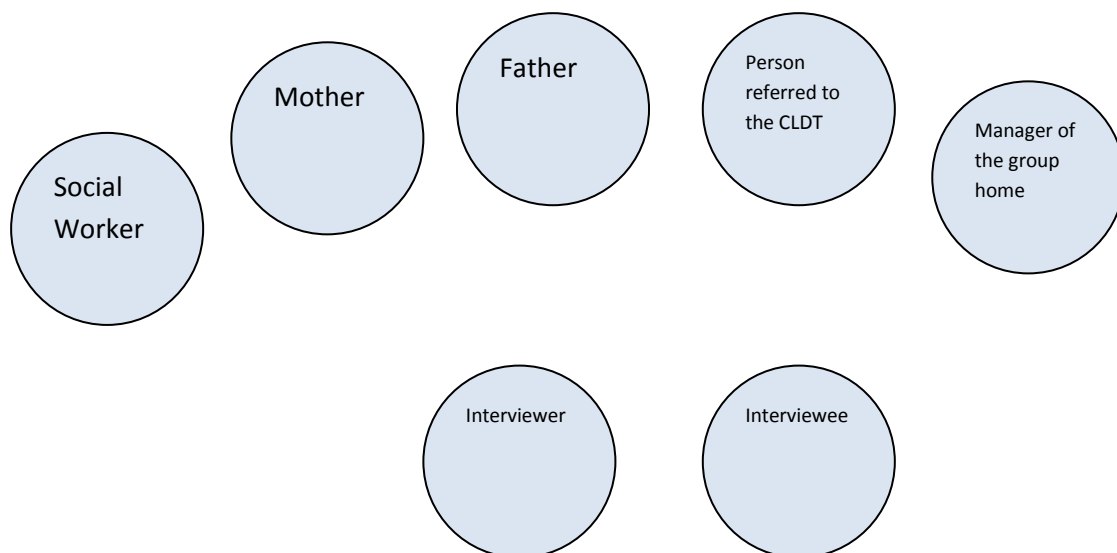 Social
Worker
Mother
Father
Person
referred to
the CLDT
Manager of
the group
home
Interviewer
Interviewee